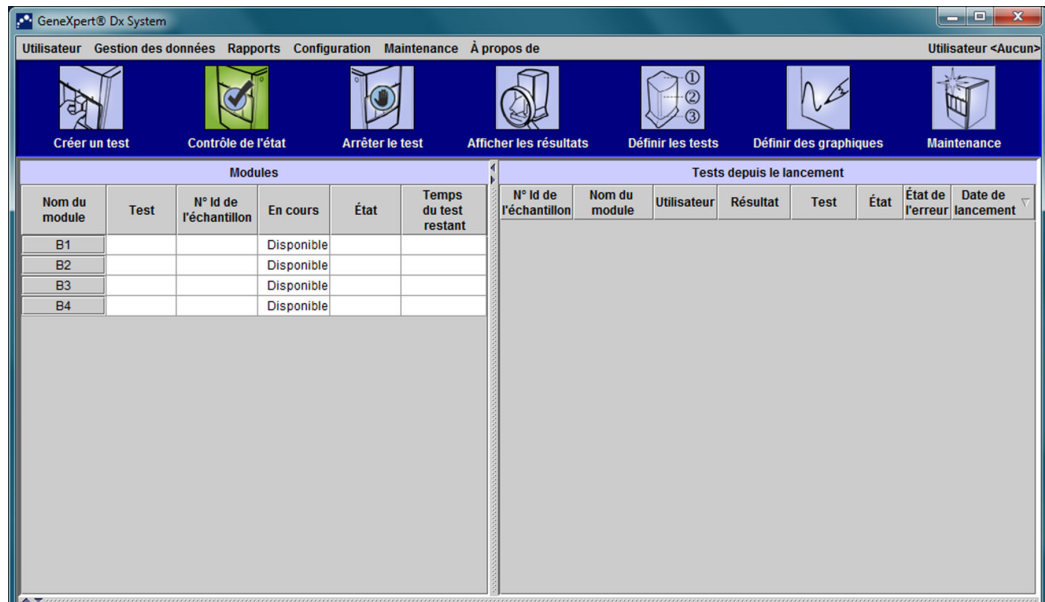 GeneXpert® Dx System
Utilisateur Gestion des données Rapports Configuration Maintenance À propos de Utilisateur <Aucun>
① ② ③
Créer un test Contrôle de l'état Arrêter le test Afficher les résultats Définir les tests Définir des graphiques Maintenance
Modules
Nom du module Test N° Id de l'échantillon En cours État Temps du test restant
B1 Disponible
B2 Disponible
B3 Disponible
B4 Disponible
Tests depuis le lancement
N° Id de l'échantillon Nom du module Utilisateur Résultat Test État État de l'erreur Date de lancement